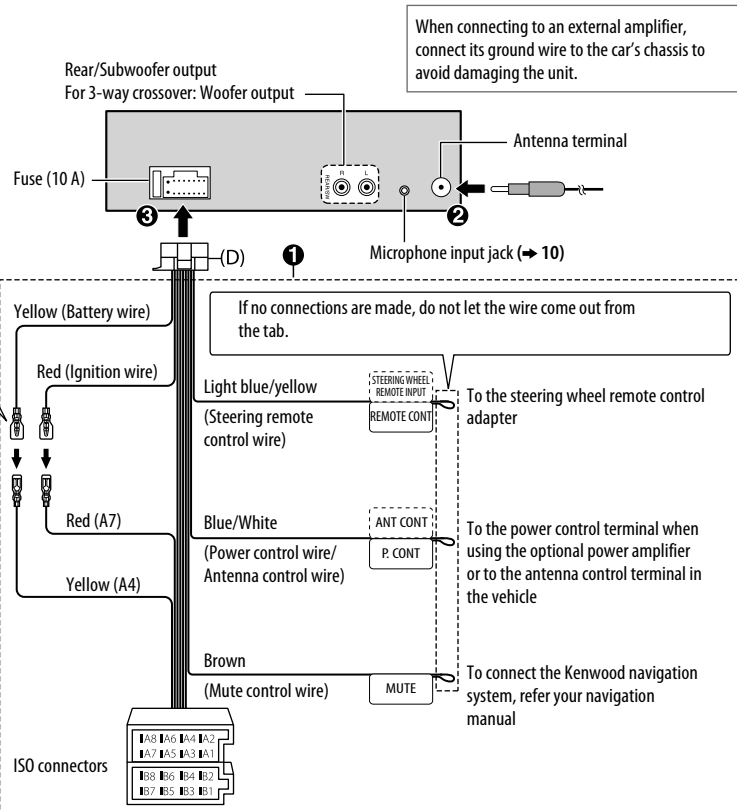 When connecting to an external amplifier,
connect its ground wire to the car's chassis to
avoid damaging the unit.
Rear/Subwoofer output
For 3-way crossover: Woofer output
Antenna terminal
Fuse (10 A)
REAR/SW
R
L
3
2
Microphone input jack (➜ 10)
(D)
1
If no connections are made, do not let the wire come out from
the tab.
Yellow (Battery wire)
Red (Ignition wire)
Light blue/yellow
(Steering remote
control wire)
STEERING WHEEL
REMOTE INPUT
REMOTE CONT
To the steering wheel remote control
adapter
Red (A7)
Yellow (A4)
Blue/White
(Power control wire/
Antenna control wire)
ANT CONT
P. CONT
To the power control terminal when
using the optional power amplifier
or to the antenna control terminal in
the vehicle
Brown
(Mute control wire)
MUTE
To connect the Kenwood navigation
system, refer your navigation
manual
ISO connectors
A8 A6 A4 A2
A7 A5 A3 A1
B8 B6 B4 B2
B7 B5 B3 B1